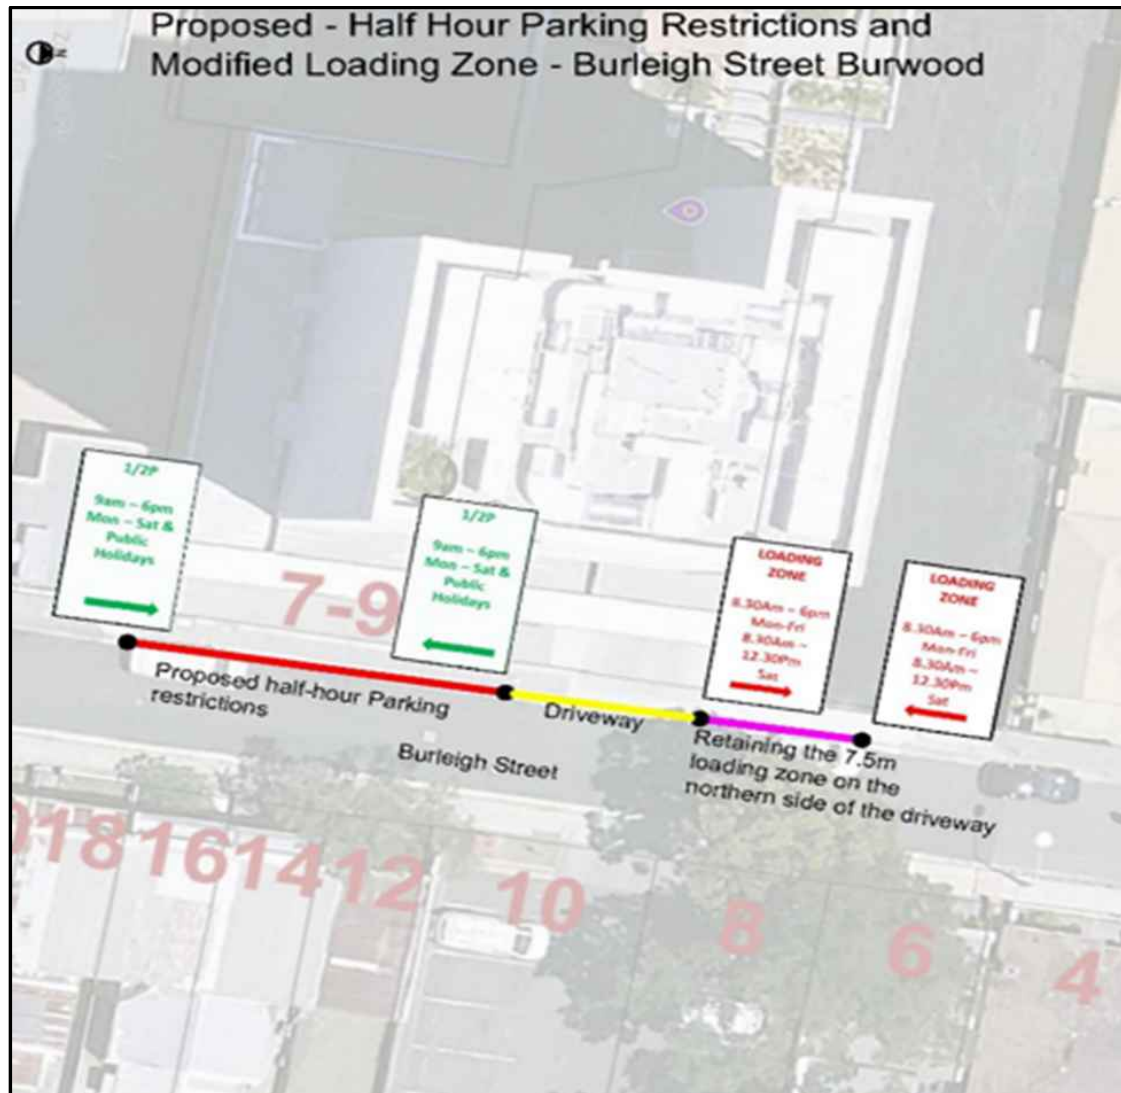 Proposed - Half Hour Parking Restrictions and
Modified Loading Zone - Burleigh Street Burwood
N
1/2P
9am – 6pm
Mon – Sat &
Public
Holidays
1/2P
9am – 6pm
Mon – Sat &
Public
Holidays
LOADING
ZONE
8.30Am – 6pm
Mon-Fri
8.30Am –
12.30Pm
Sat
LOADING
ZONE
8.30Am – 6pm
Mon-Fri
8.30Am –
12.30Pm
Sat
7-9
Proposed half-hour Parking
restrictions
Driveway
Retaining the 7.5m
loading zone on the
northern side of the driveway
Burleigh Street
18
16
14
12
10
8
6
4